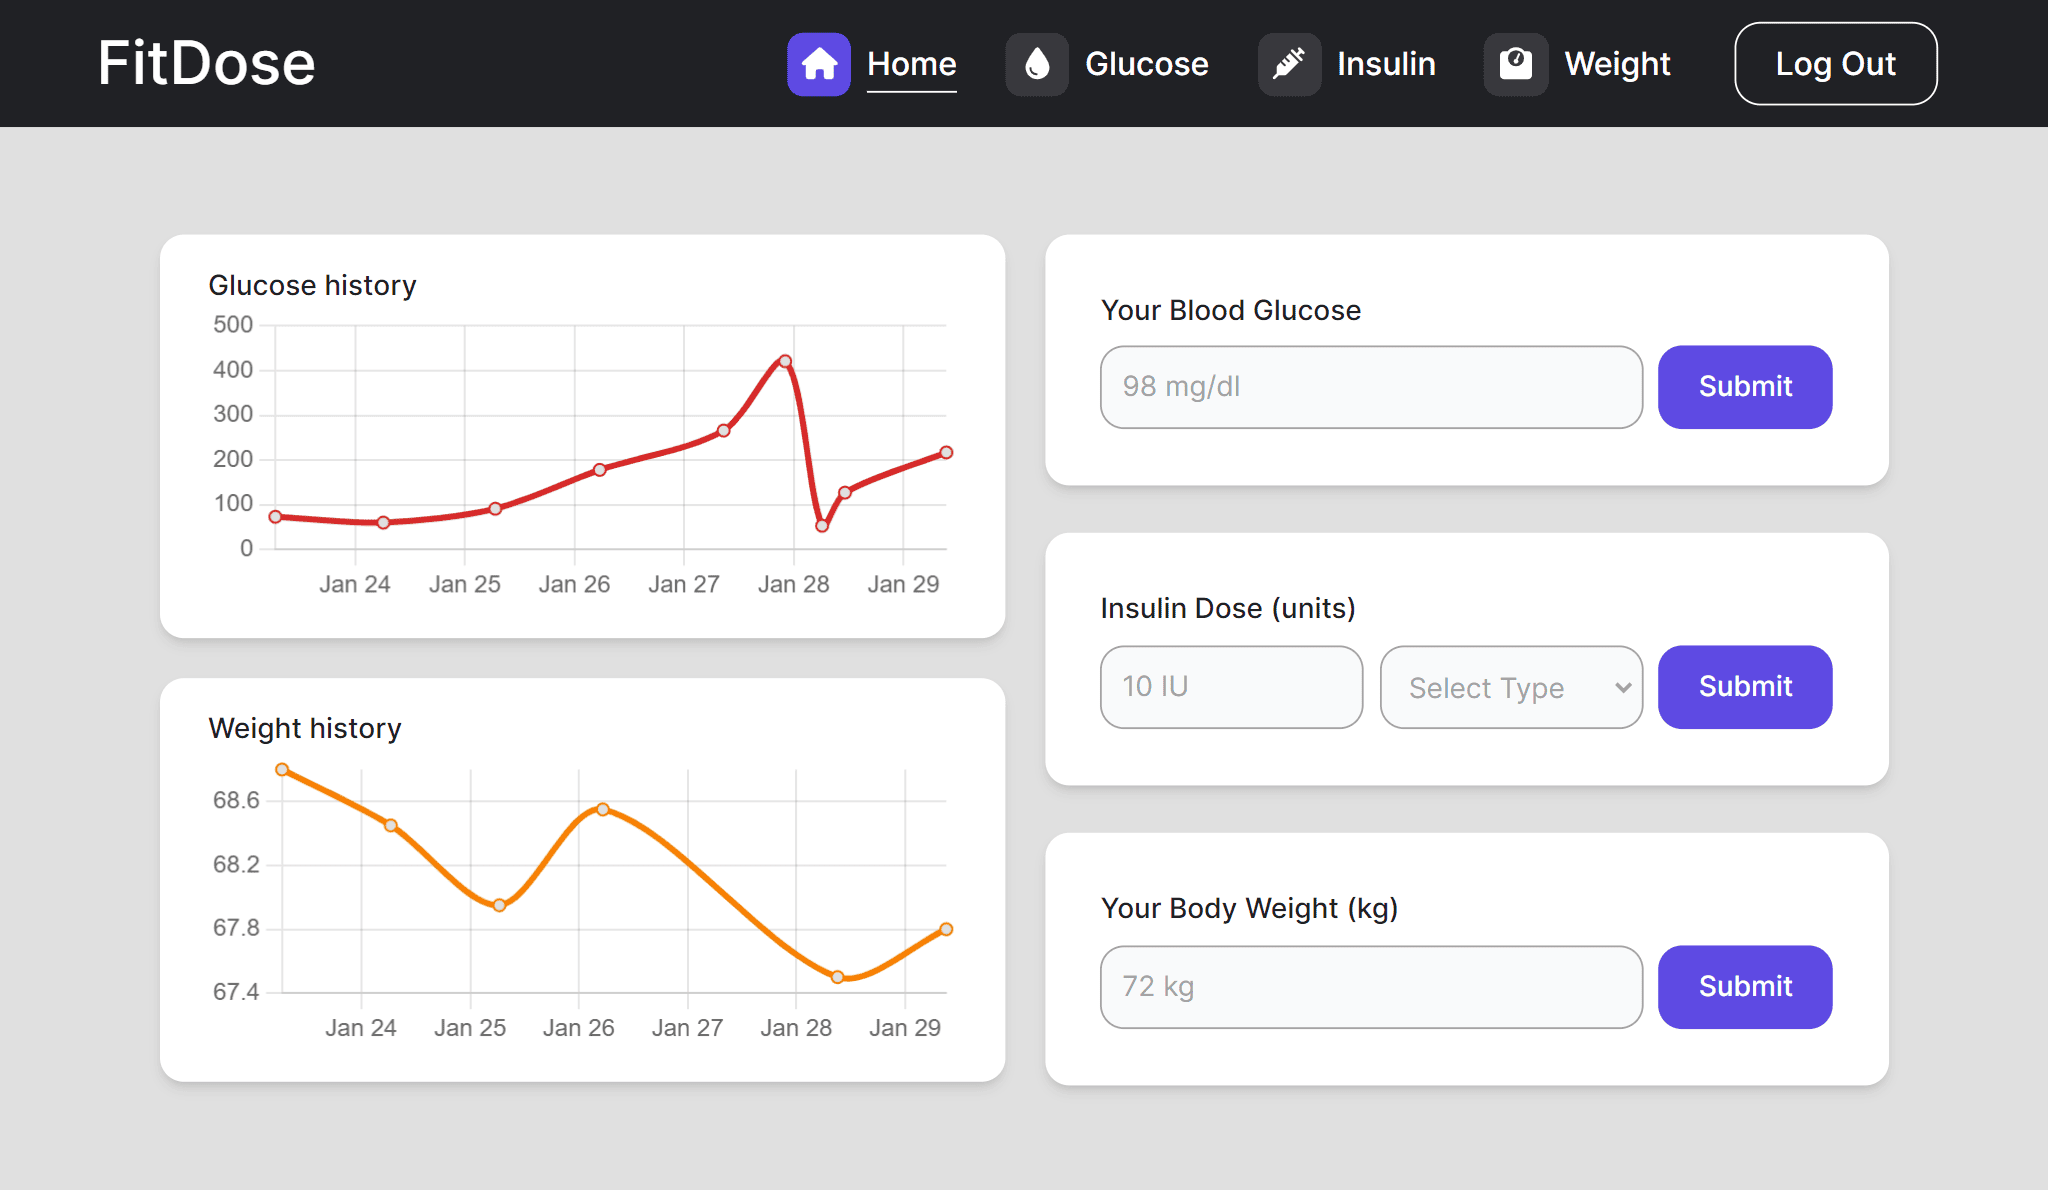 FitDose
Home
Glucose
Insulin
Weight
Log Out
Glucose history
500
400
300
200
100
0
Jan 24 Jan 25 Jan 26 Jan 27 Jan 28 Jan 29
Weight history
68.6
68.2
67.8
67.4
Jan 24 Jan 25 Jan 26 Jan 27 Jan 28 Jan 29
Your Blood Glucose
98 mg/dl
Submit
Insulin Dose (units)
10 IU
Select Type
Submit
Your Body Weight (kg)
72 kg
Submit